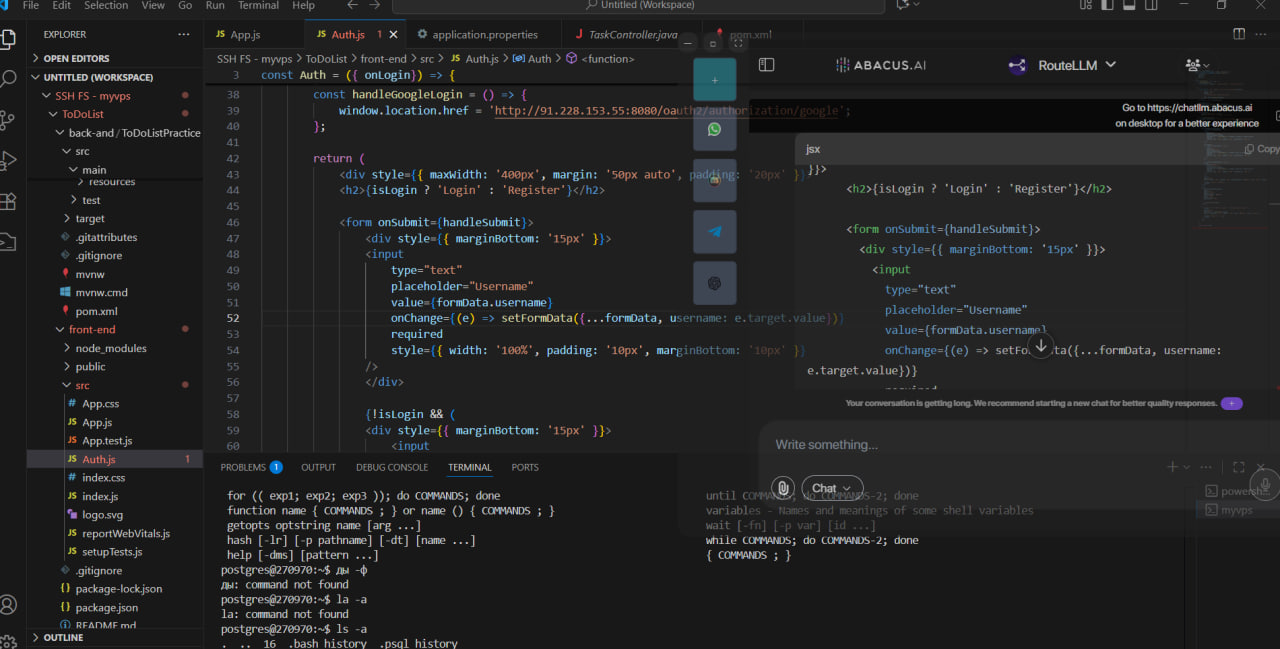 File Edit Selection View Go Run Terminal Help
Untitled (Workspace)
EXPLORER
OPEN EDITORS
UNTITLED (WORKSPACE)
SSH FS - myvps
ToDoList
back-and / ToDoListPractice
src
main
resources
test
target
.gitattributes
.gitignore
mvnw
mvnw.cmd
pom.xml
front-end
node_modules
public
src
# App.css
JS App.js
JS App.test.js
JS Auth.js 1
# index.css
JS index.js
logo.svg
JS reportWebVitals.js
JS setupTests.js
.gitignore
{} package-lock.json
{} package.json
README.md
OUTLINE
JS App.js
JS Auth.js 1
application.properties
J TaskController.java
pom.xml
SSH FS - myvps > ToDoList > front-end > src > JS Auth.js > Auth > <function>
3 const Auth = ({ onLogin}) => {
38 const handleGoogleLogin = () => {
39 window.location.href = 'http://91.228.153.55:8080/oauth2/authorization/google';
40 };
41
42 return (
43 <div style={{ maxWidth: '400px', margin: '50px auto', padding: '20px' }}
44 <h2>{isLogin ? 'Login' : 'Register'}</h2>
45
46 <form onSubmit={handleSubmit}>
47 <div style={{ marginBottom: '15px' }}>
48 <input
49 type="text"
50 placeholder="Username"
51 value={formData.username}
52 onChange={(e) => setFormData({...formData, username: e.target.value})}
53 required
54 style={{ width: '100%', padding: '10px', marginBottom: '10px' }}
55 />
56 </div>
57
58 {!isLogin && (
59 <div style={{ marginBottom: '15px' }}>
60 <input
ABACUS.AI
RouteLLM
Go to https://chatllm.abacus.ai
on desktop for a better experience
jsx
Copy
}}>
<h2>{isLogin ? 'Login' : 'Register'}</h2>
<form onSubmit={handleSubmit}>
<div style={{ marginBottom: '15px' }}>
<input
type="text"
placeholder="Username"
value={formData.username}
onChange={(e) => setFormData({...formData, username:
e.target.value})}
required
Your conversation is getting long. We recommend starting a new chat for better quality responses.
Write something...
Chat
PROBLEMS 1 OUTPUT DEBUG CONSOLE TERMINAL PORTS
for (( exp1; exp2; exp3 )); do COMMANDS; done
function name { COMMANDS ; } or name () { COMMANDS ; }
getopts optstring name [arg ...]
hash [-lr] [-p pathname] [-dt] [name ...]
help [-dms] [pattern ...]
until COMMANDS; do COMMANDS-2; done
variables - Names and meanings of some shell variables
wait [-fn] [-p var] [id ...]
while COMMANDS; do COMMANDS-2; done
{ COMMANDS ; }
postgres@270970:~$ ды -ф
ды: command not found
postgres@270970:~$ la -a
la: command not found
postgres@270970:~$ ls -a
. .. 16 .bash_history .psql_history
powersh...
myvps